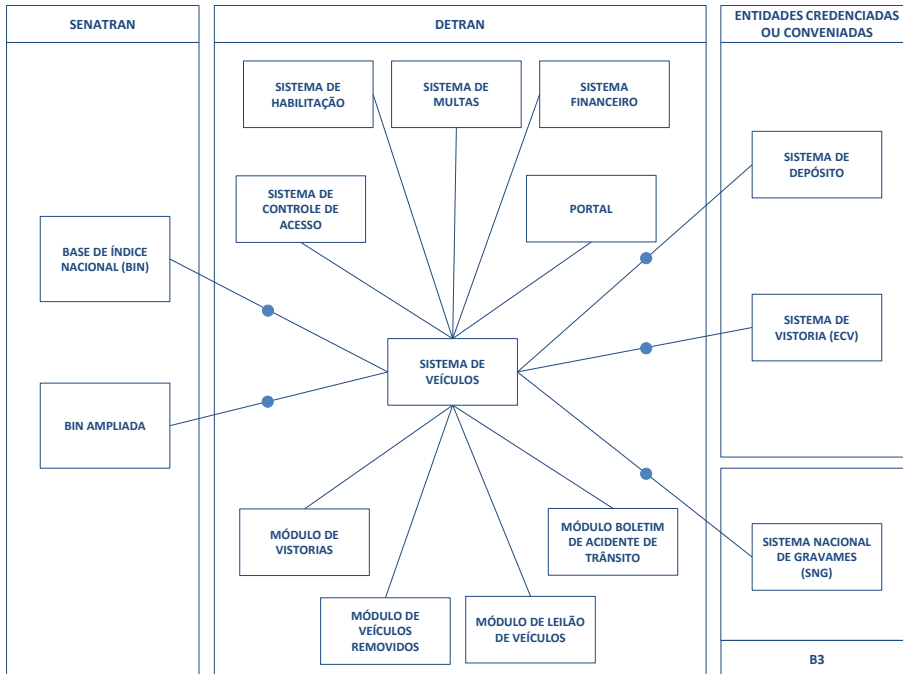 SENATRAN
DETRAN
ENTIDADES CREDENCIADAS
OU CONVENIADAS
SISTEMA DE
HABILITAÇÃO
SISTEMA DE
MULTAS
SISTEMA
FINANCEIRO
SISTEMA DE
DEPÓSITO
SISTEMA DE
CONTROLE DE
ACESSO
PORTAL
BASE DE ÍNDICE
NACIONAL (BIN)
SISTEMA DE
VISTORIA (ECV)
SISTEMA DE
VEÍCULOS
BIN AMPLIADA
MÓDULO DE
VISTORIAS
MÓDULO BOLETIM
DE ACIDENTE DE
TRÂNSITO
SISTEMA NACIONAL
DE GRAVAMES
(SNG)
MÓDULO DE
VEÍCULOS
REMOVIDOS
MÓDULO DE LEILÃO
DE VEÍCULOS
B3